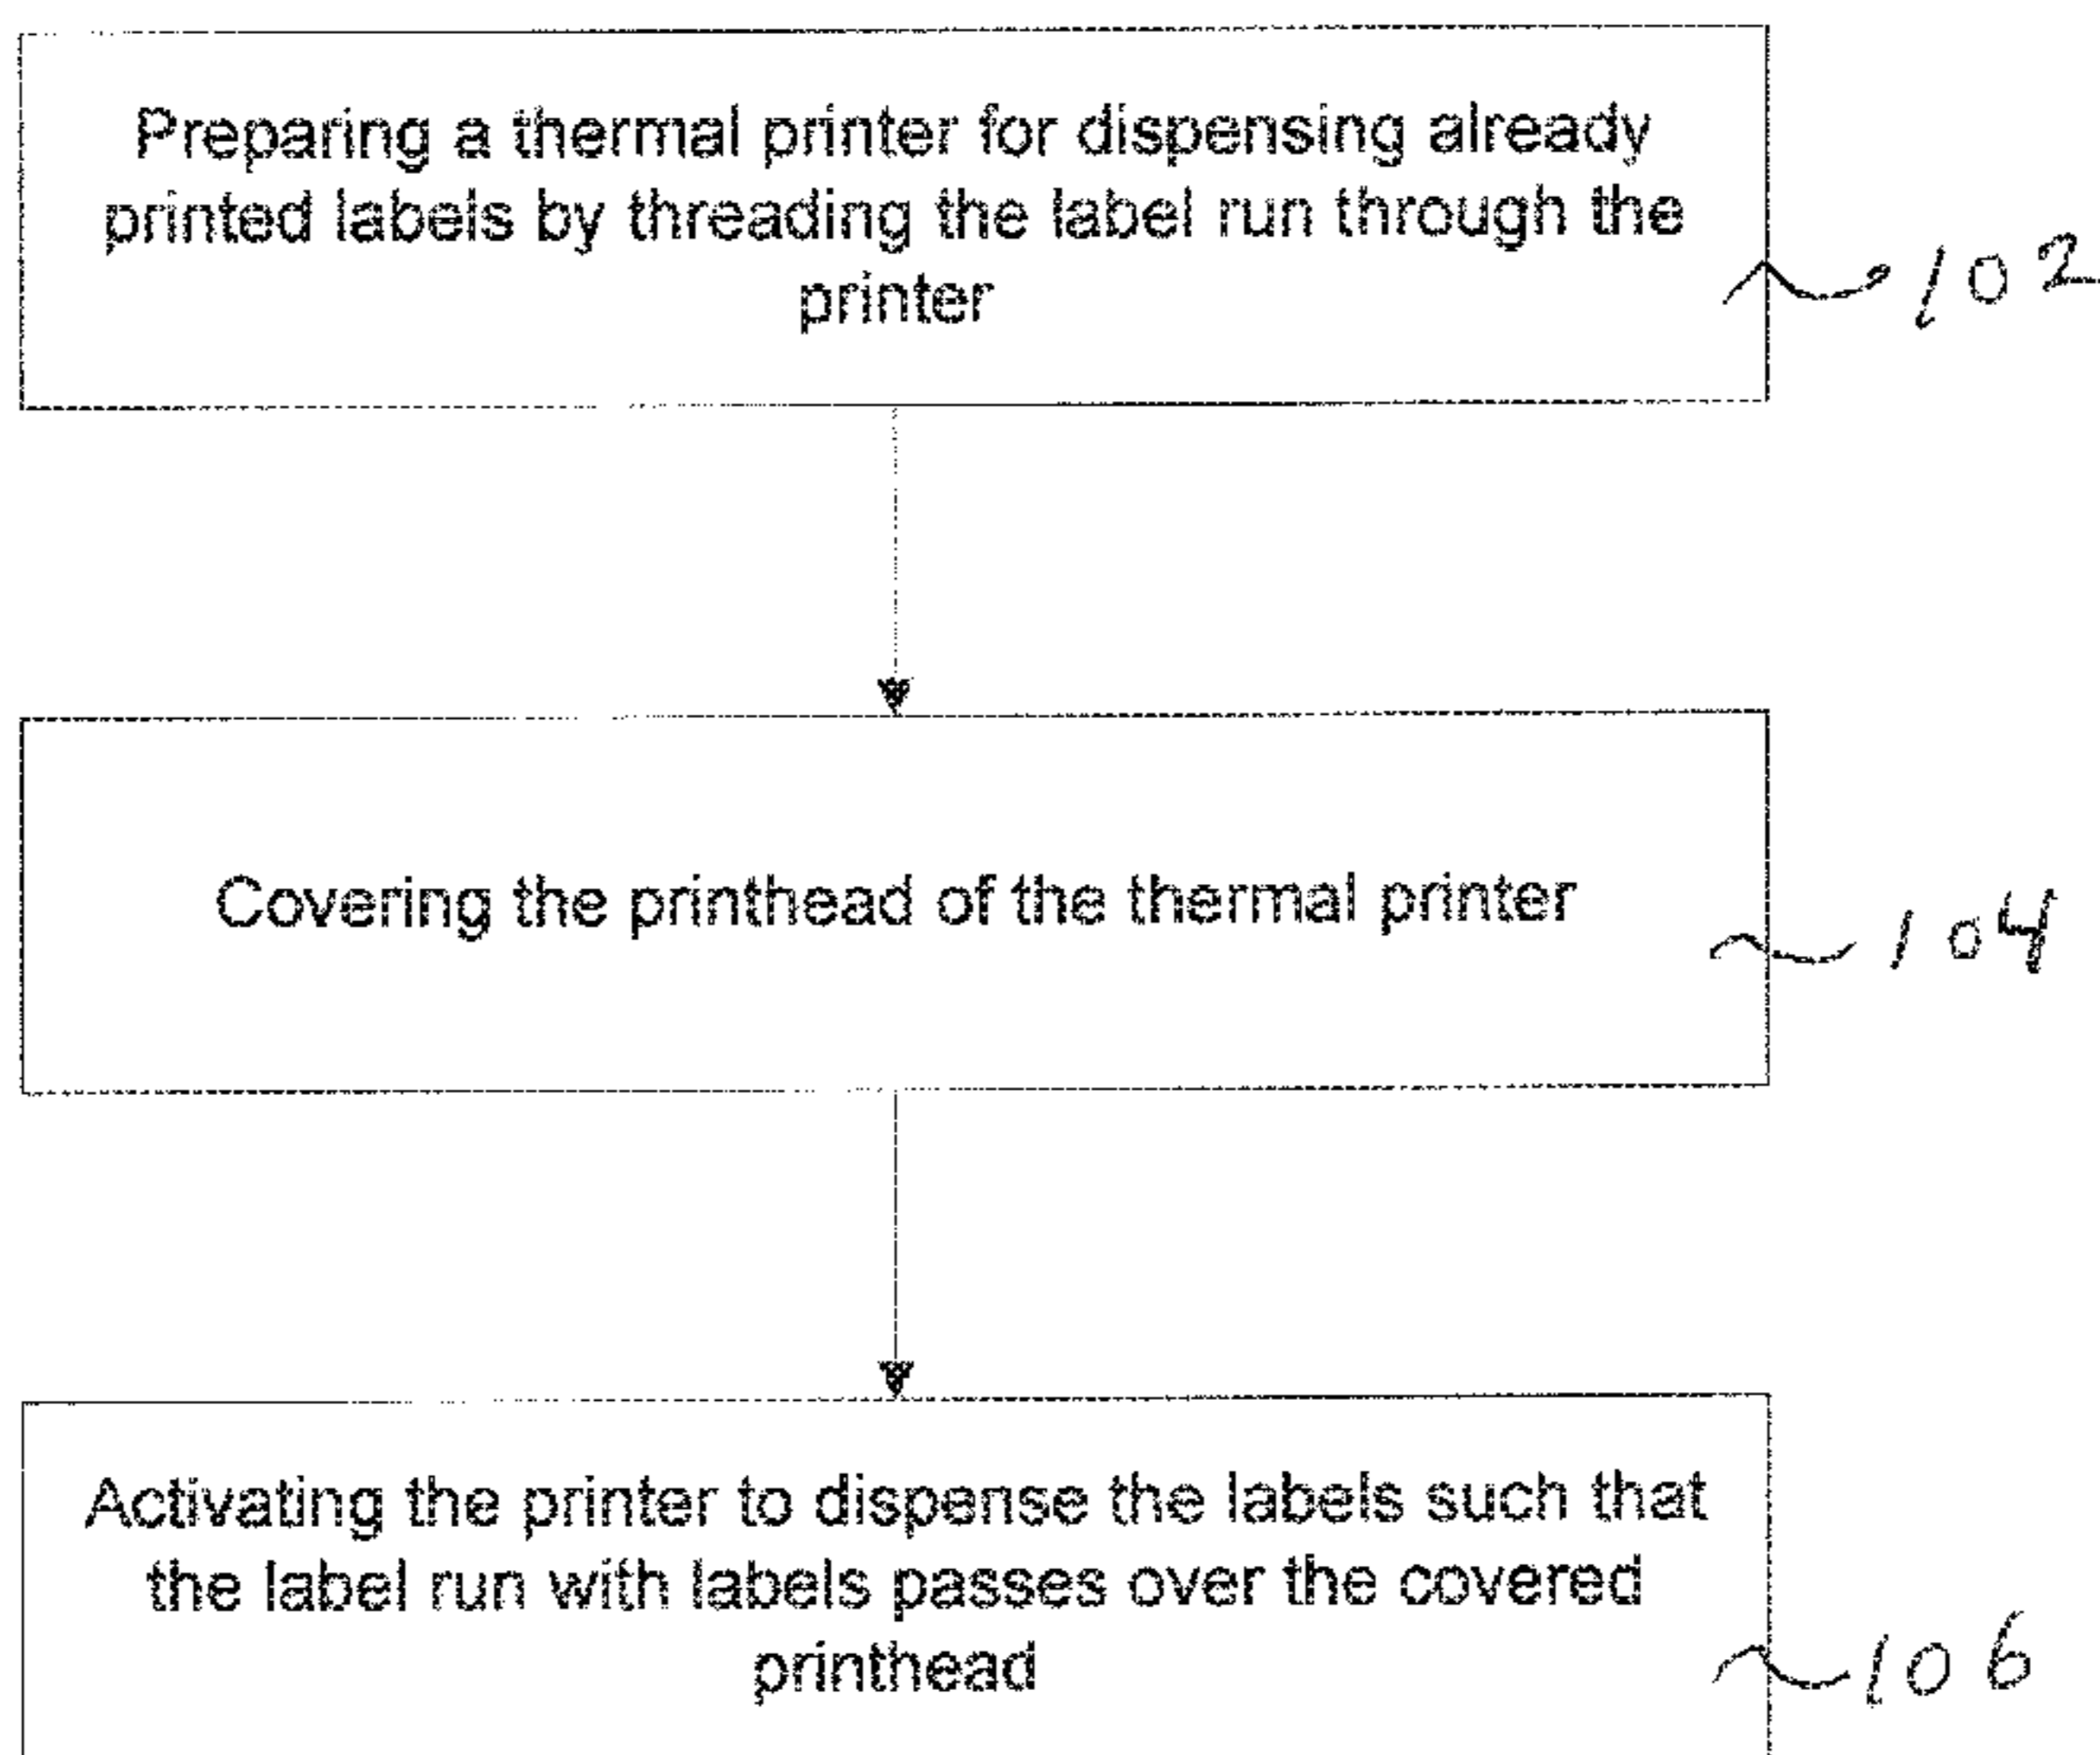 Preparing a thermal printer for dispensing already
printed labels by threading the label run through the
printer
102
Covering the printhead of the thermal printer
104
Activating the printer to dispense the labels such that
the label run with labels passes over the covered
printhead
106